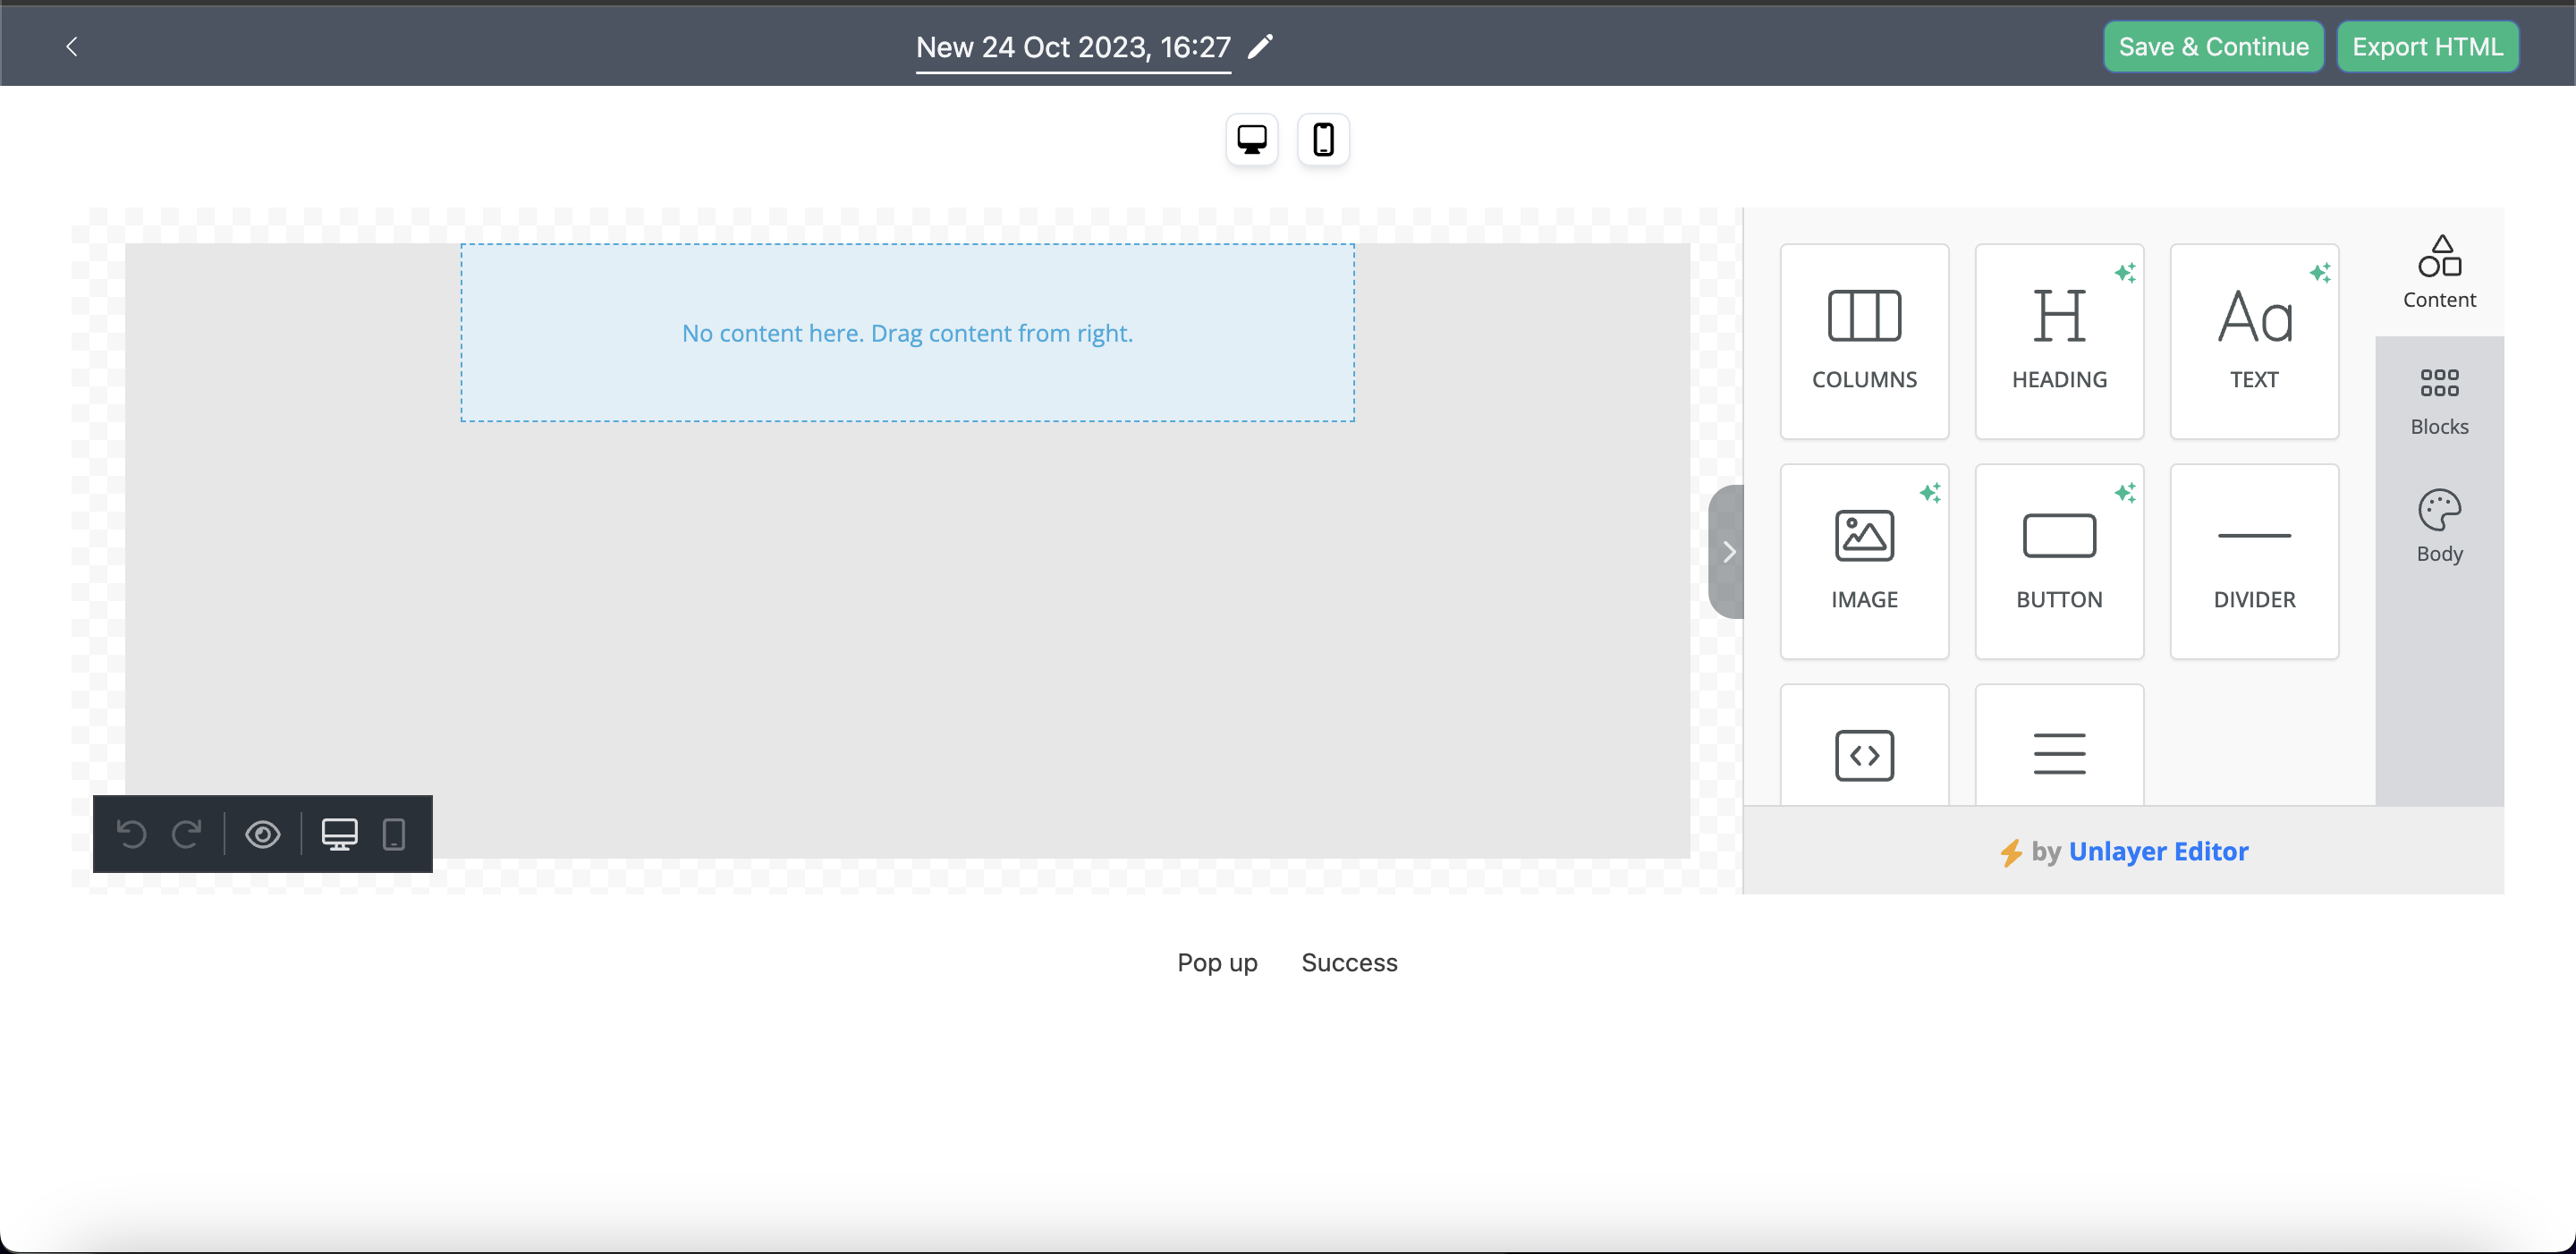 New 24 Oct 2023, 16:27
Save & Continue
Export HTML
No content here. Drag content from right.
COLUMNS
HEADING
TEXT
IMAGE
BUTTON
DIVIDER
Content
Blocks
Body
by Unlayer Editor
Pop up
Success